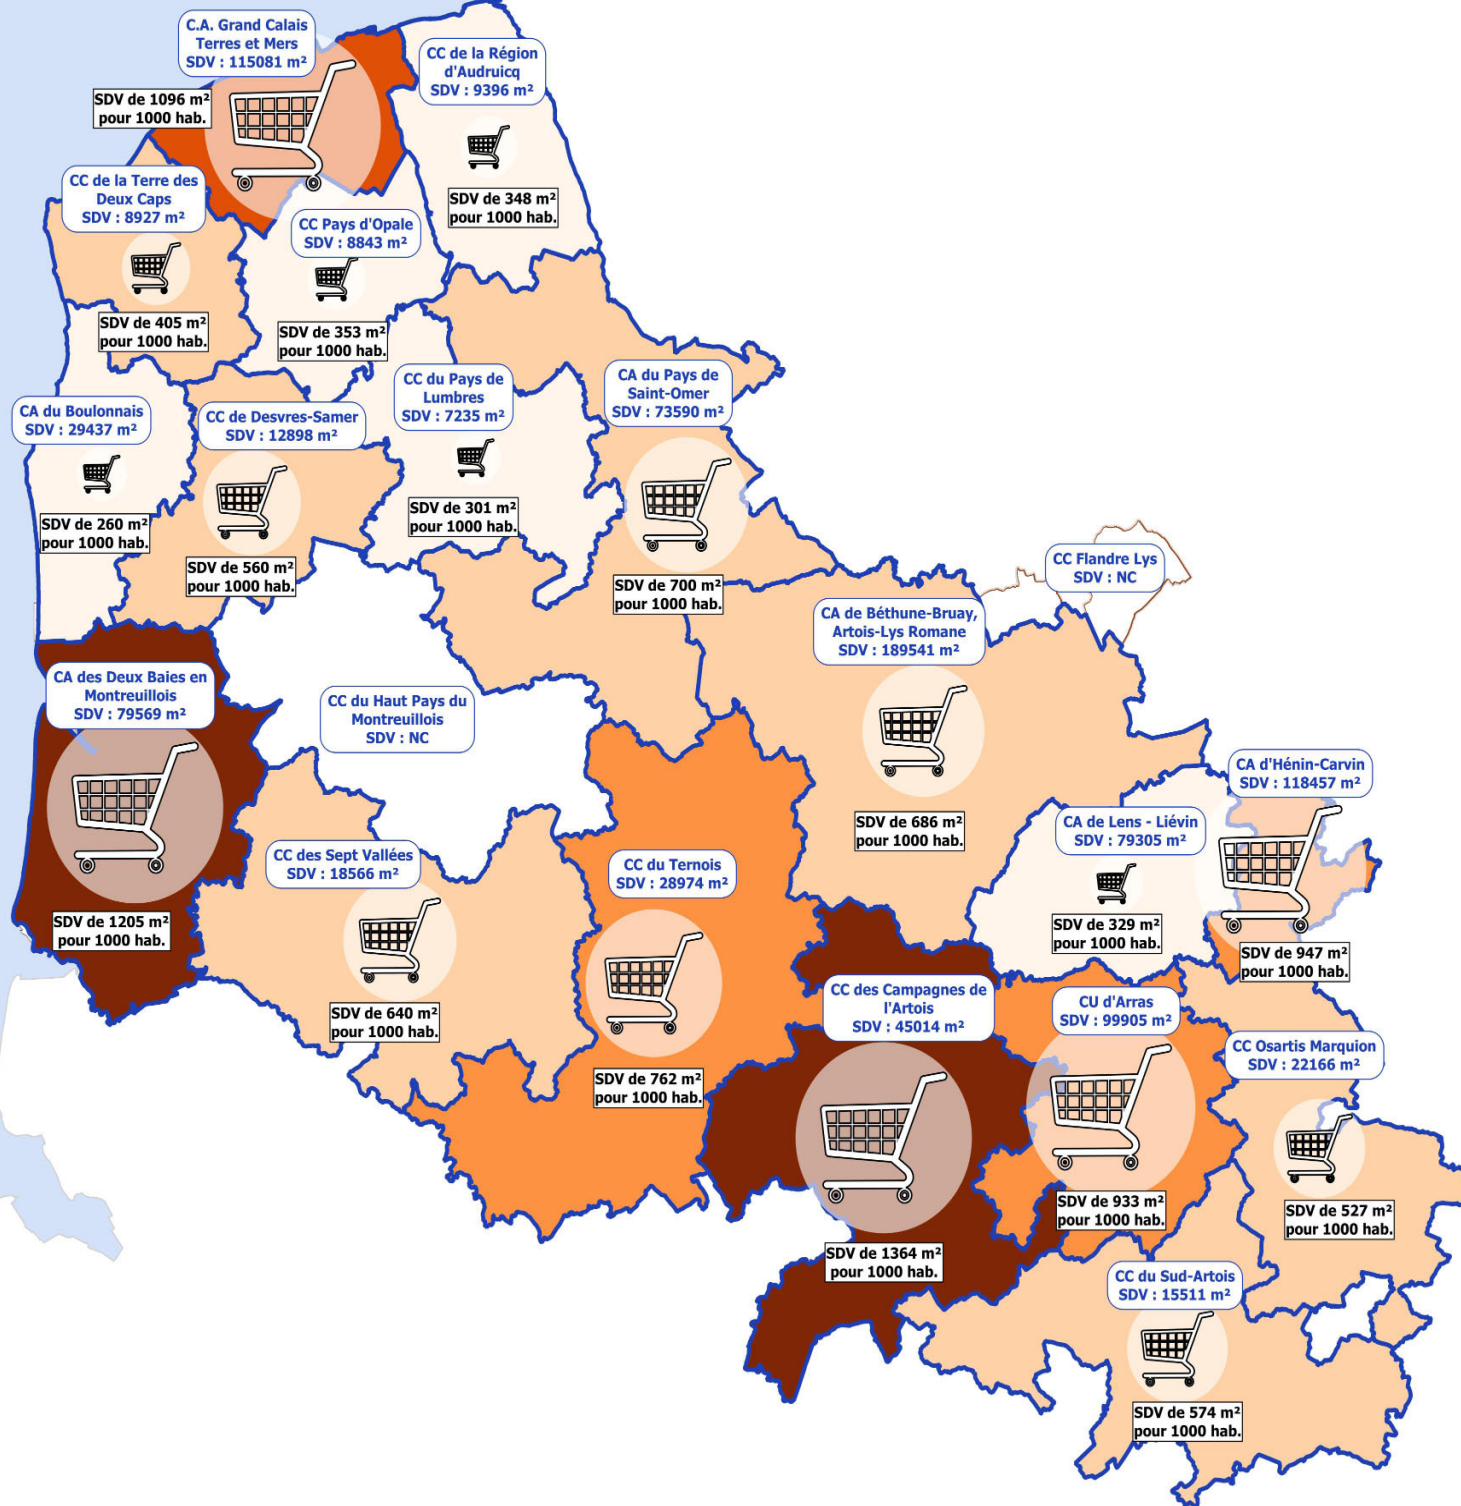 C.A. Grand Calais
Terres et Mers
SDV : 115081 m²
SDV de 1096 m²
pour 1000 hab.
CC de la Région
d'Audruicq
SDV : 9396 m²
SDV de 348 m²
pour 1000 hab.
CC de la Terre des
Deux Caps
SDV : 8927 m²
SDV de 405 m²
pour 1000 hab.
CC Pays d'Opale
SDV : 8843 m²
SDV de 353 m²
pour 1000 hab.
CC du Pays de
Lumbres
SDV : 7235 m²
SDV de 301 m²
pour 1000 hab.
CA du Pays de
Saint-Omer
SDV : 73590 m²
SDV de 700 m²
pour 1000 hab.
CA du Boulonnais
SDV : 29437 m²
SDV de 260 m²
pour 1000 hab.
CC de Desvres-Samer
SDV : 12898 m²
SDV de 560 m²
pour 1000 hab.
CC Flandre Lys
SDV : NC
CA de Béthune-Bruay,
Artois-Lys Romane
SDV : 189541 m²
SDV de 686 m²
pour 1000 hab.
CA des Deux Baies en
Montreuillois
SDV : 79569 m²
SDV de 1205 m²
pour 1000 hab.
CC du Haut Pays du
Montreuillois
SDV : NC
CA d'Hénin-Carvin
SDV : 118457 m²
SDV de 947 m²
pour 1000 hab.
CA de Lens - Liévin
SDV : 79305 m²
SDV de 329 m²
pour 1000 hab.
CC des Sept Vallées
SDV : 18566 m²
SDV de 640 m²
pour 1000 hab.
CC du Ternois
SDV : 28974 m²
SDV de 762 m²
pour 1000 hab.
CC des Campagnes de
l'Artois
SDV : 45014 m²
SDV de 1364 m²
pour 1000 hab.
CU d'Arras
SDV : 99905 m²
SDV de 933 m²
pour 1000 hab.
CC Osartis Marquion
SDV : 22166 m²
SDV de 527 m²
pour 1000 hab.
CC du Sud-Artois
SDV : 15511 m²
SDV de 574 m²
pour 1000 hab.